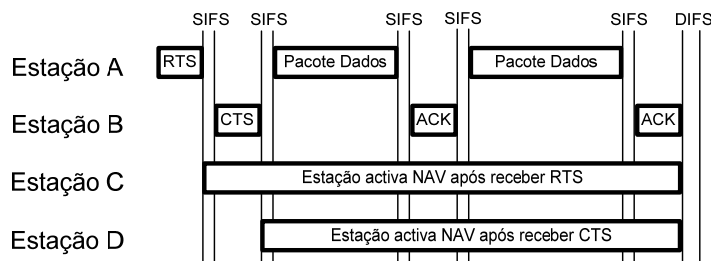 SIFS SIFS SIFS SIFS SIFS DIFS
Estação A RTS Pacote Dados Pacote Dados
Estação B CTS ACK ACK
Estação C Estação activa NAV após receber RTS
Estação D Estação activa NAV após receber CTS